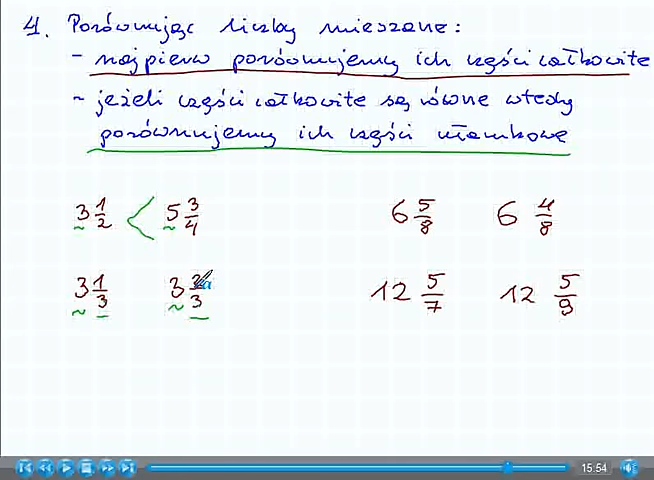 4. Porównując liczby mieszane:
- najpierw porównujemy ich części całkowite
- jeżeli części całkowite są równe wtedy
porównujemy ich części ułamkowe
3 1/2 < 5 3/4 6 5/8 6 4/8
3 1/3 3 2/3 12 5/7 12 5/9
15:54